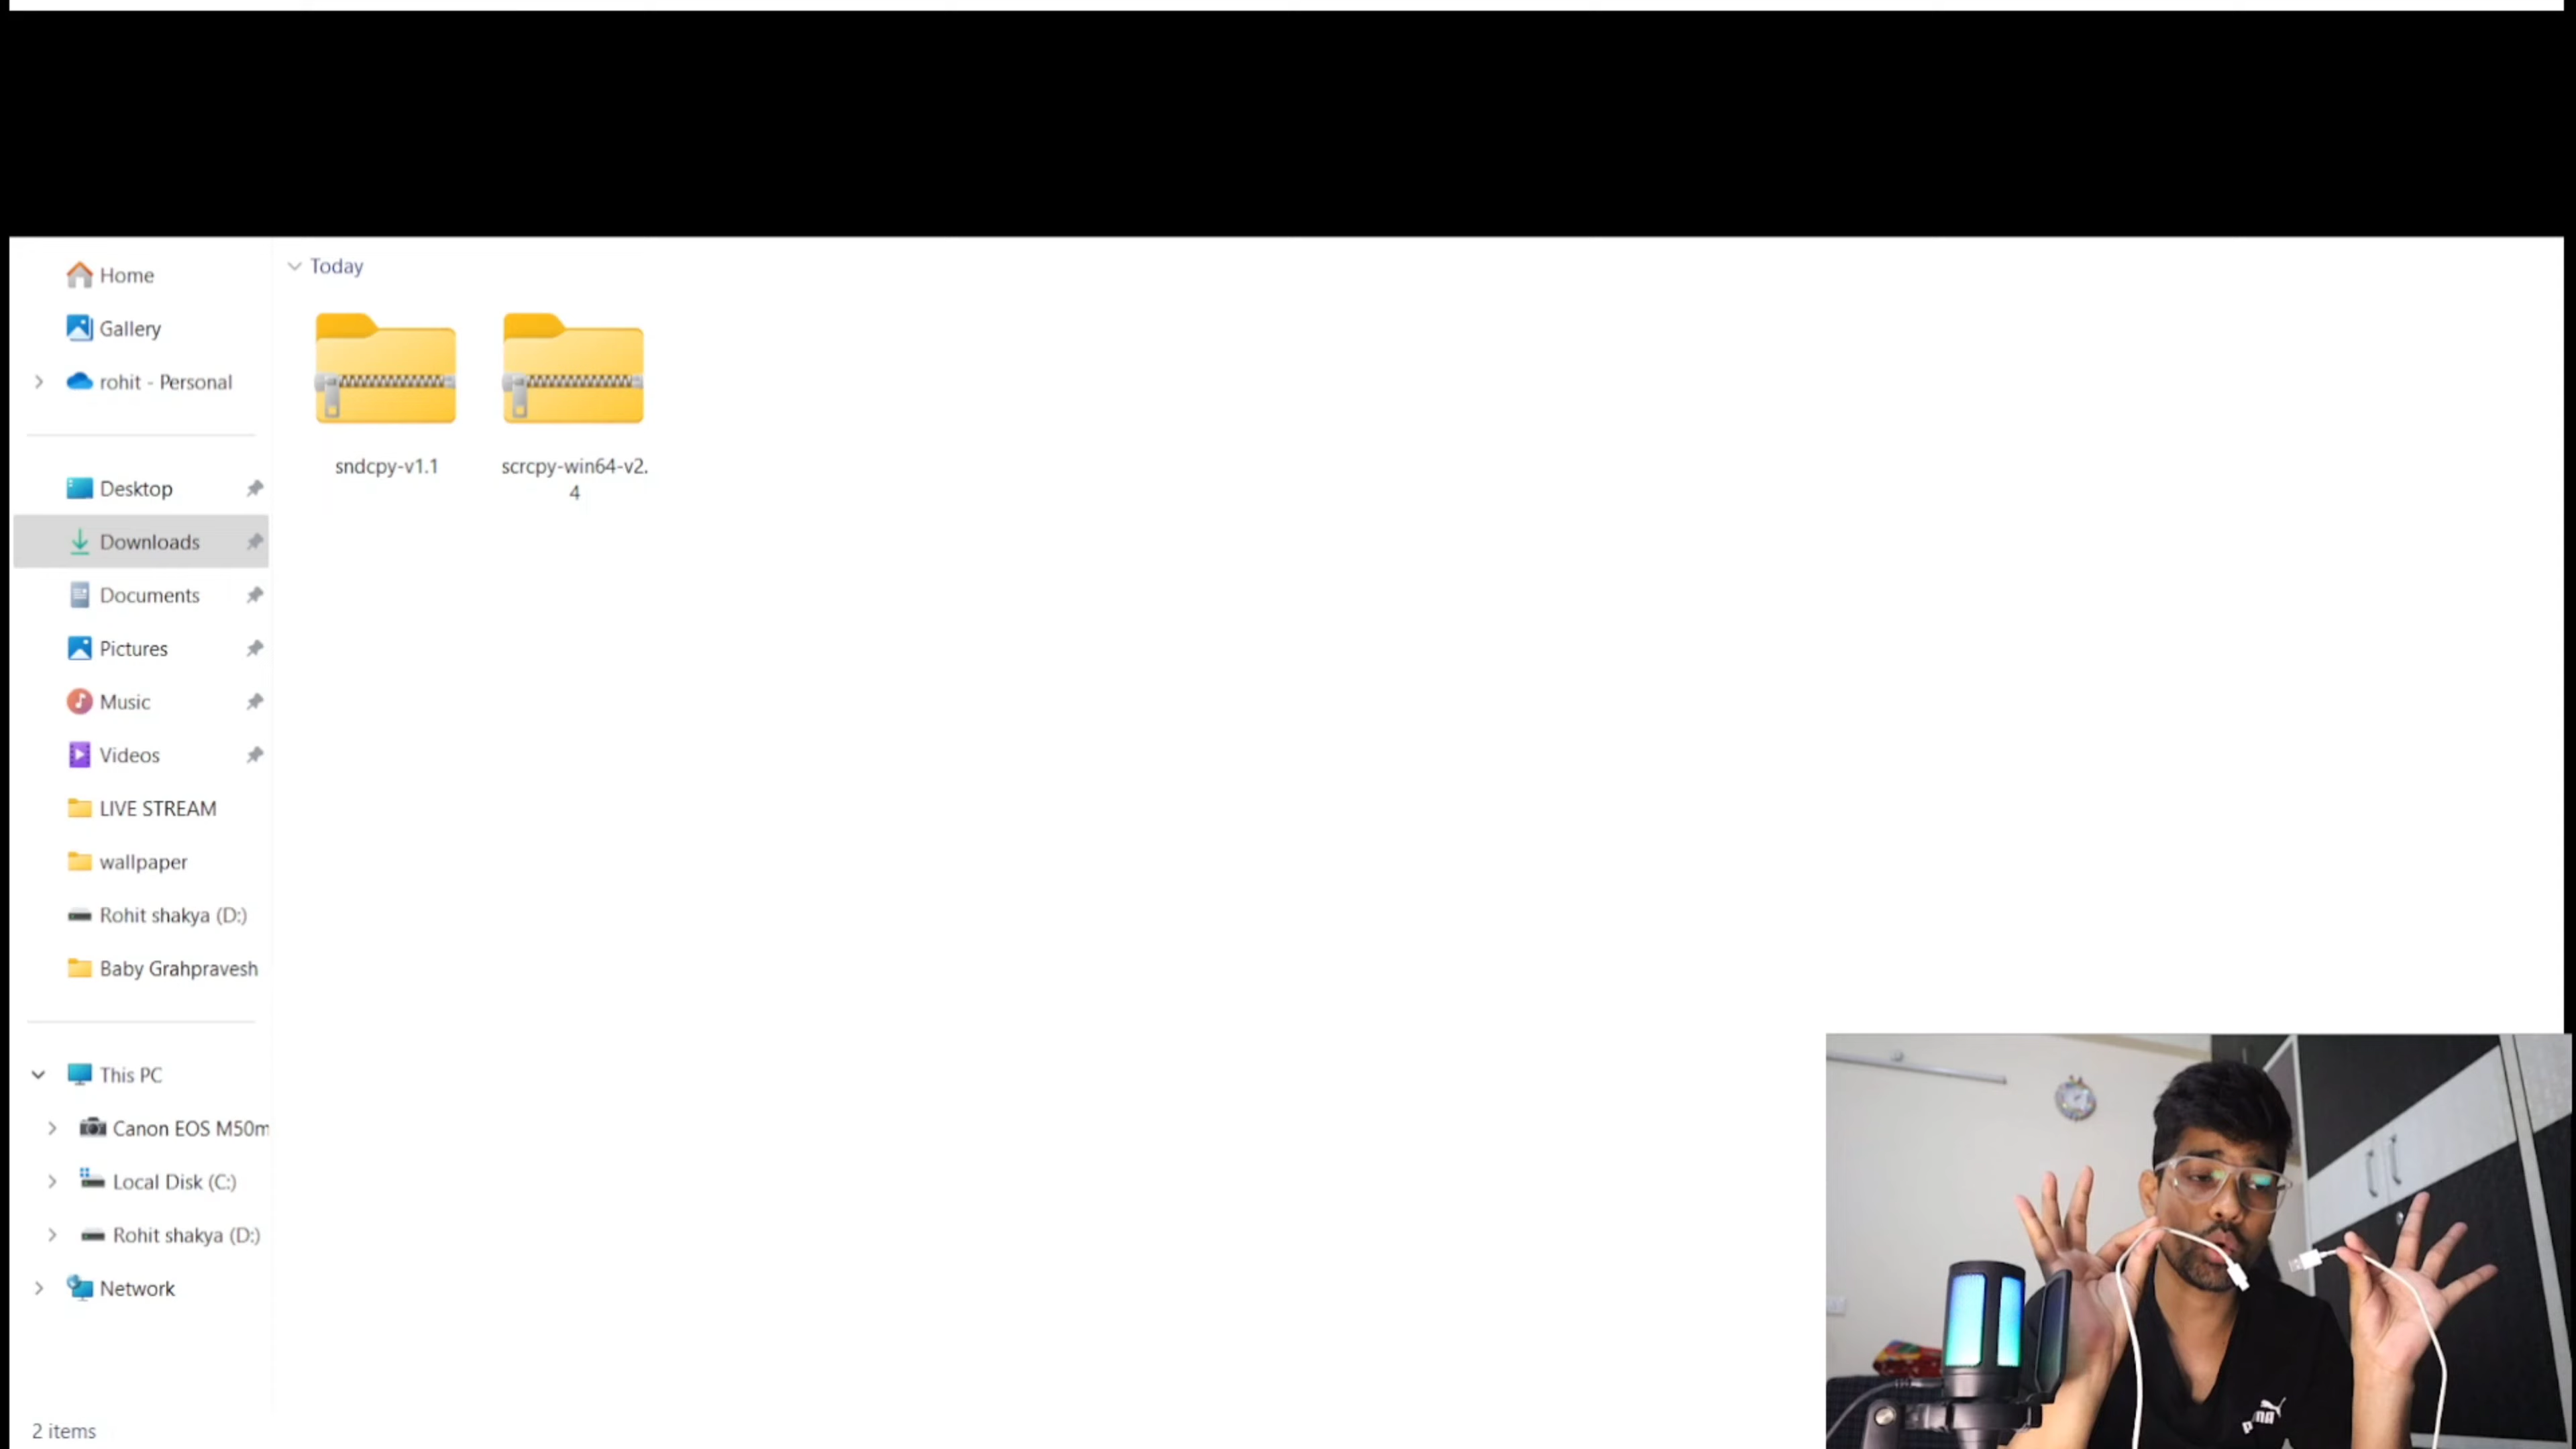 Home
Gallery
rohit - Personal
Desktop
Downloads
Documents
Pictures
Music
Videos
LIVE STREAM
wallpaper
Rohit shakya (D:)
Baby Grahpravesh
This PC
Canon EOS M50m
Local Disk (C:)
Rohit shakya (D:)
Network
2 items
Today
sndcpy-v1.1
scrcpy-win64-v2.
4
PUMA